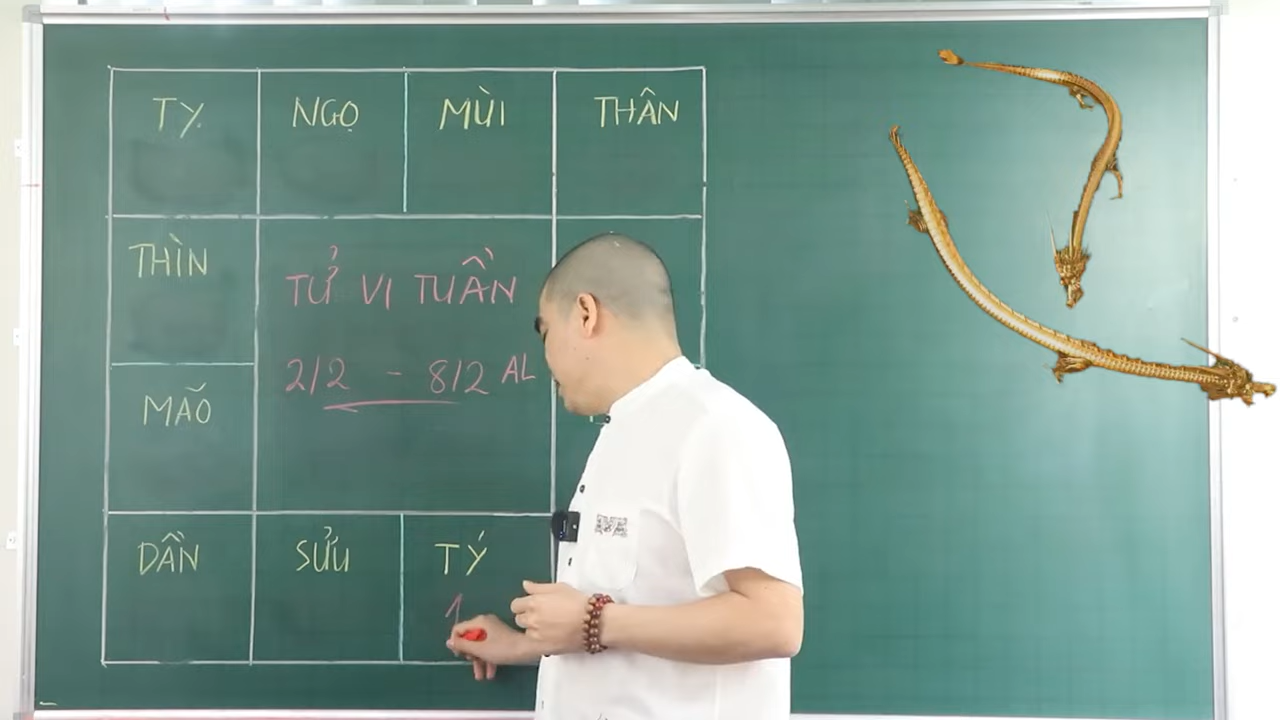 TỴ
NGỌ
MÙI
THÂN
THÌN
TỬ VI TUẦN
2/2 - 8/2 AL
MÃO
DẦN
SỬU
TÝ
1